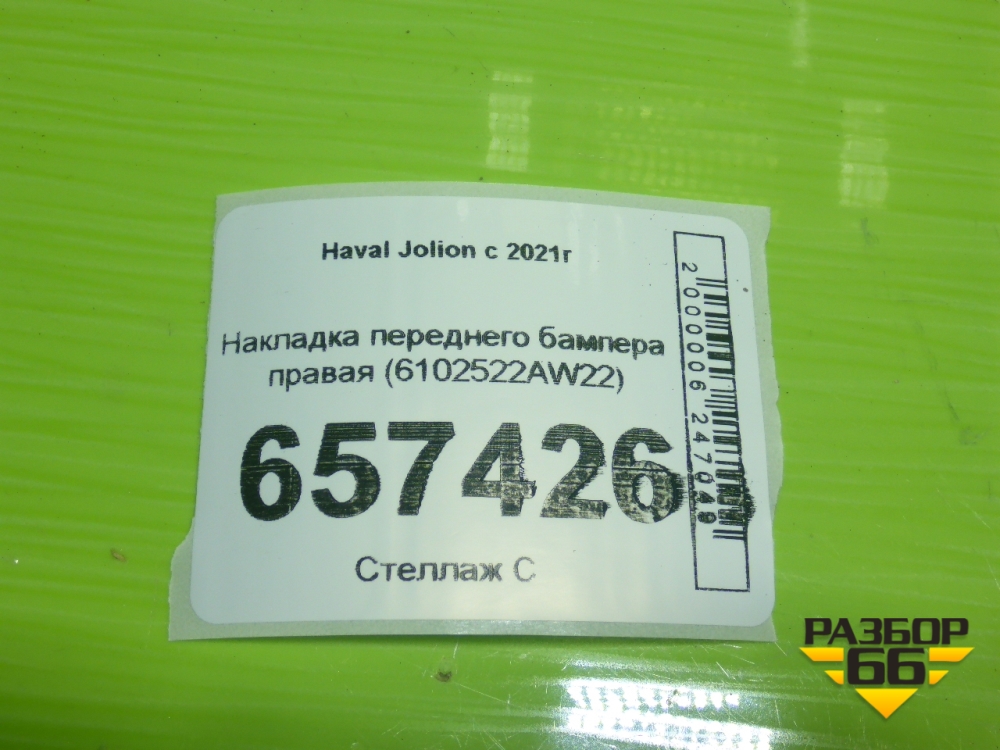 Haval Jolion с 2021г
Накладка переднего бампера
правая (6102522AW22)
657426
Стеллаж С
2000006247049
РАЗБОР
66